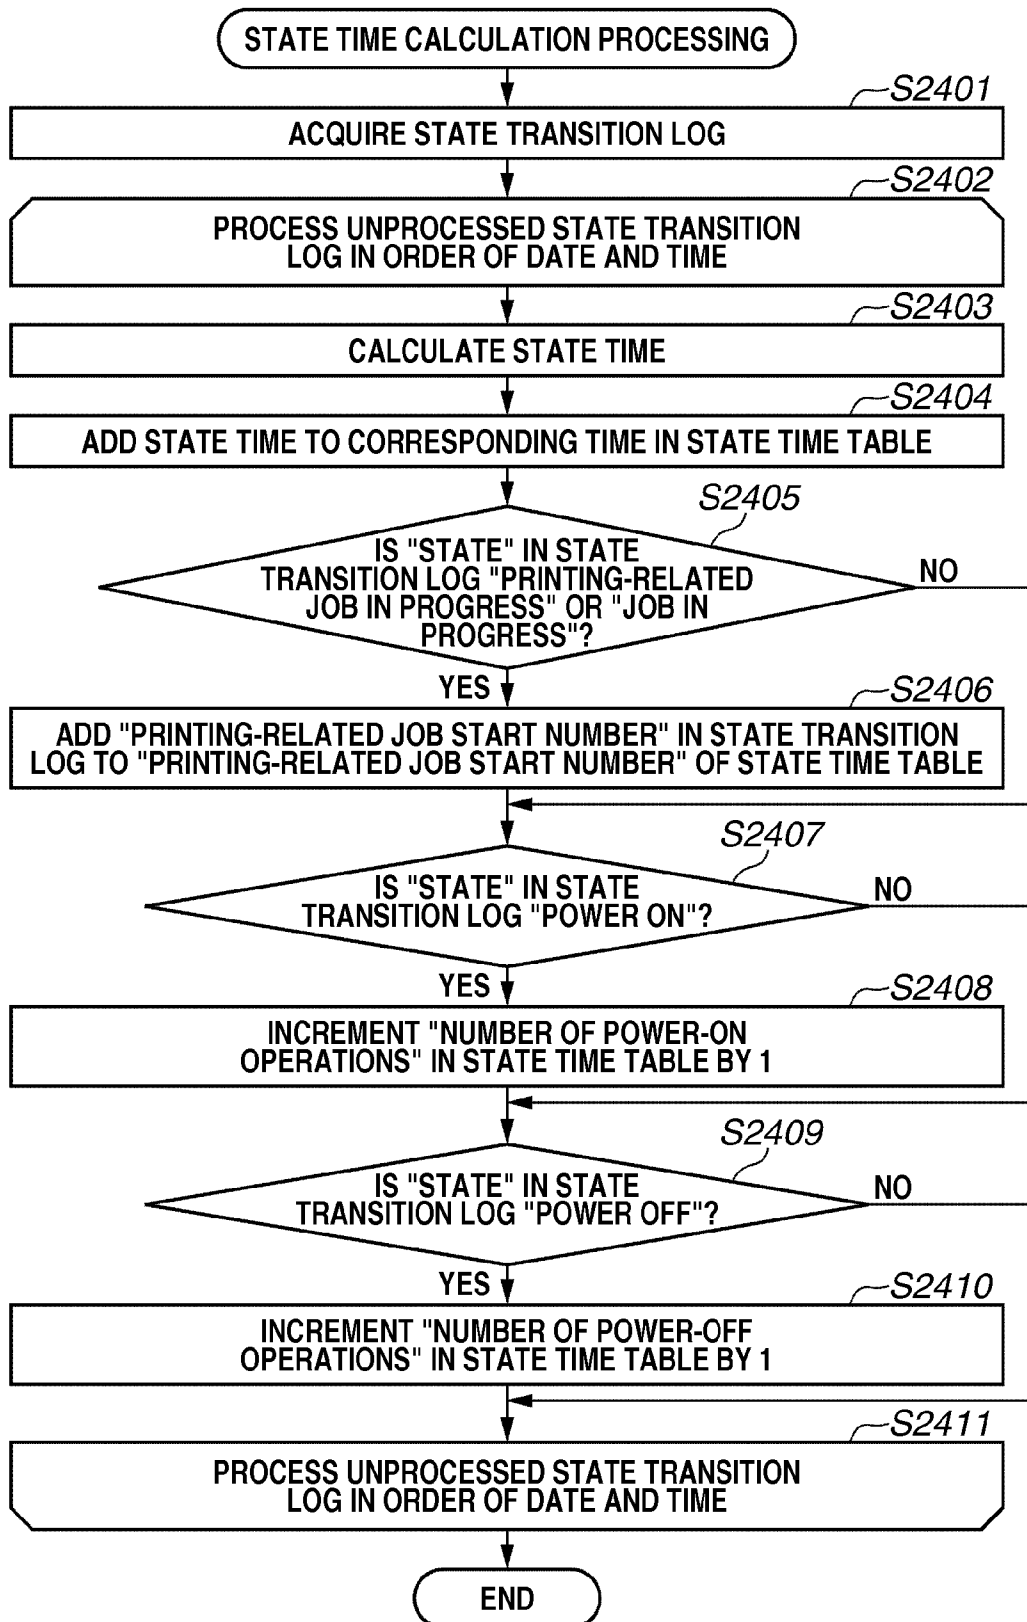 STATE TIME CALCULATION PROCESSING
S2401
ACQUIRE STATE TRANSITION LOG
S2402
PROCESS UNPROCESSED STATE TRANSITION
LOG IN ORDER OF DATE AND TIME
S2403
CALCULATE STATE TIME
S2404
ADD STATE TIME TO CORRESPONDING TIME IN STATE TIME TABLE
S2405
IS "STATE" IN STATE
TRANSITION LOG "PRINTING-RELATED
JOB IN PROGRESS" OR "JOB IN
PROGRESS"?
NO
YES
S2406
ADD "PRINTING-RELATED JOB START NUMBER" IN STATE TRANSITION
LOG TO "PRINTING-RELATED JOB START NUMBER" OF STATE TIME TABLE
S2407
IS "STATE" IN STATE
TRANSITION LOG "POWER ON"?
NO
YES
S2408
INCREMENT "NUMBER OF POWER-ON
OPERATIONS" IN STATE TIME TABLE BY 1
S2409
IS "STATE" IN STATE
TRANSITION LOG "POWER OFF"?
NO
YES
S2410
INCREMENT "NUMBER OF POWER-OFF
OPERATIONS" IN STATE TIME TABLE BY 1
S2411
PROCESS UNPROCESSED STATE TRANSITION
LOG IN ORDER OF DATE AND TIME
END